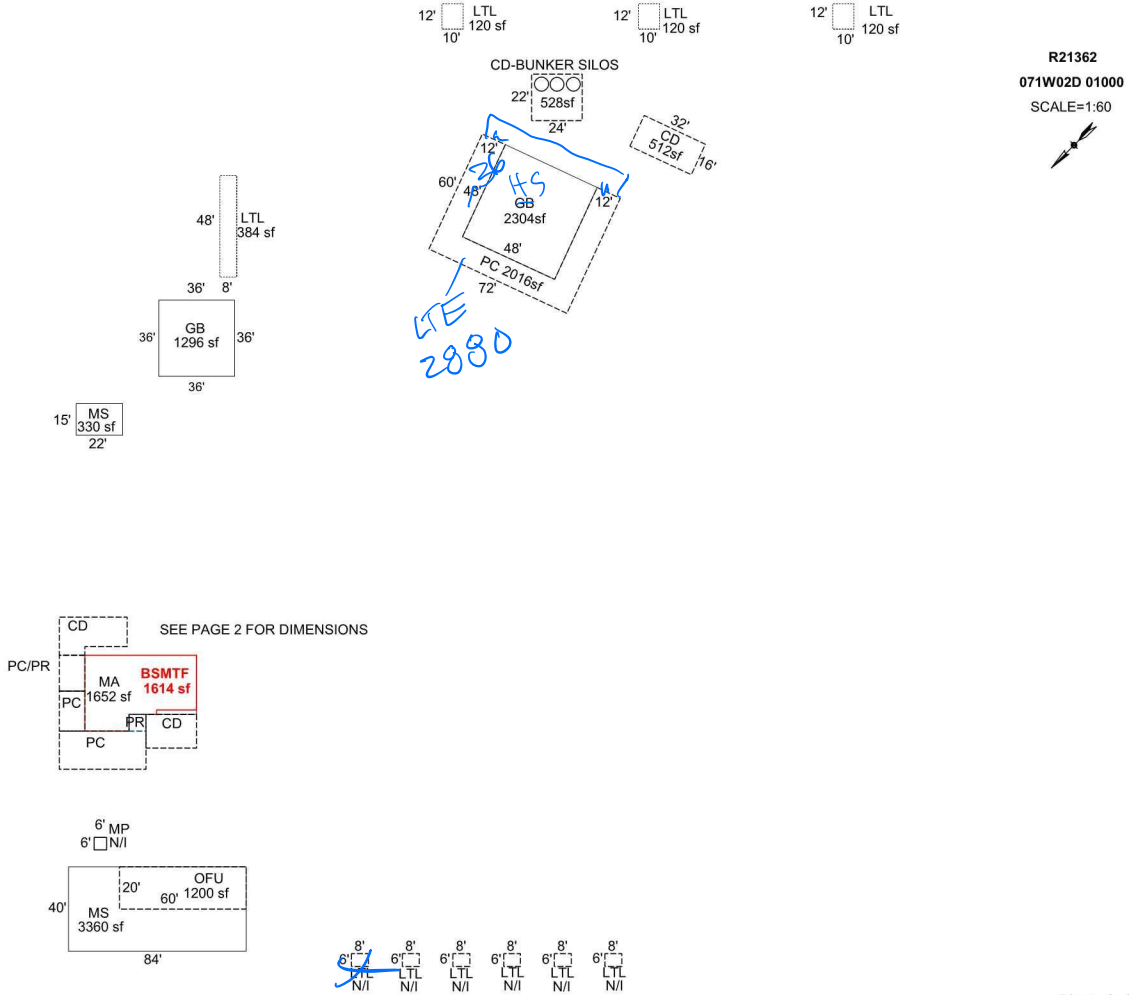 12' LTL 120 sf 10'
12' LTL 120 sf 10'
12' LTL 120 sf 10'
R21362
071W02D 01000
SCALE=1:60
CD-BUNKER SILOS
22' 528sf
24'
32'
CD
512sf
16'
12'
60' 48' 36 HS
GB
2304sf
12'
48'
PC 2016sf
72'
LTE
2880
48' LTL
384 sf
36' 8'
36' GB
1296 sf
36'
36'
15' MS
330 sf
22'
SEE PAGE 2 FOR DIMENSIONS
CD
PC/PR
MA
1652 sf
BSMTF
1614 sf
PC
PR CD
PC
6' MP
6' N/I
OFU
20' 1200 sf
60'
40' MS
3360 sf
84'
8' 8' 8' 8' 8' 8'
6' 6' 6' 6' 6' 6'
LTL LTL LTL LTL LTL LTL
N/I N/I N/I N/I N/I N/I